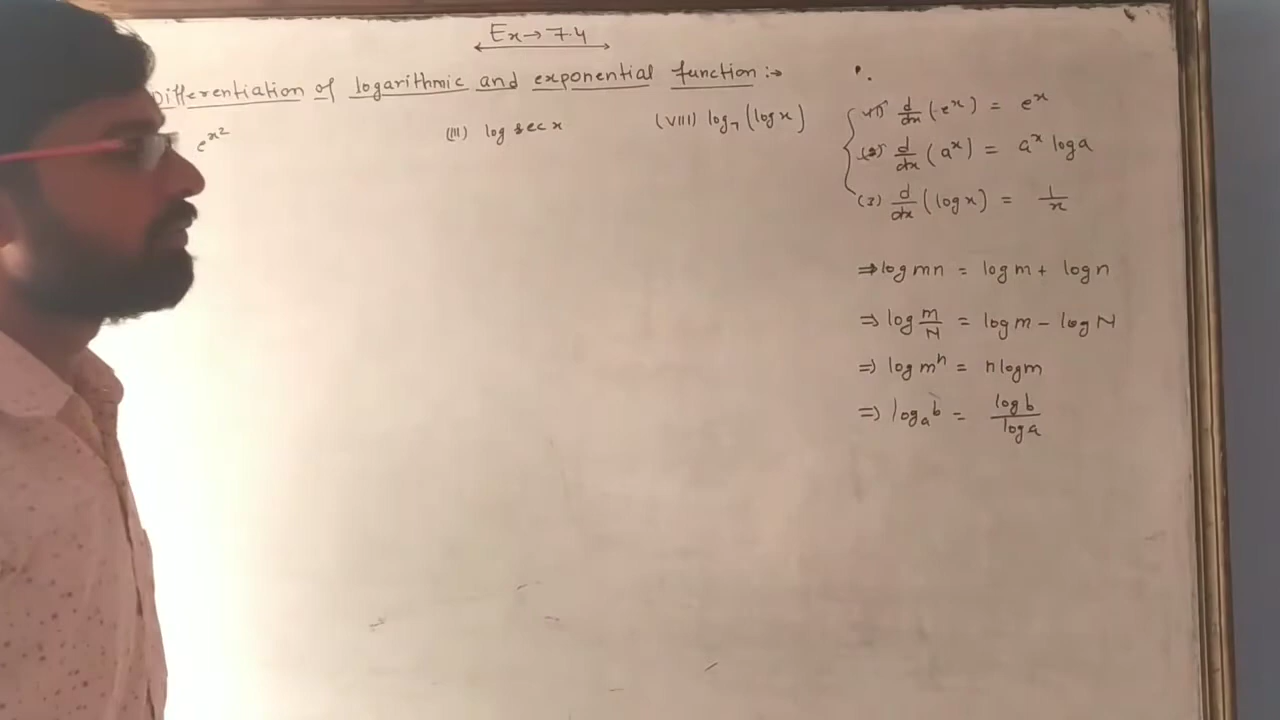 Ex→7.4
Differentiation of logarithmic and exponential function:→
e^{x^2}
(III) log sec x
(VIII) log₇(log x)
(1) d/dx (e^x) = e^x
(2) d/dx (a^x) = a^x log a
(3) d/dx (log x) = 1/x
⇒ log mn = log m + log n
⇒ log m/N = log m - log N
⇒ log m^n = n log m
⇒ log_a b = log b / log a